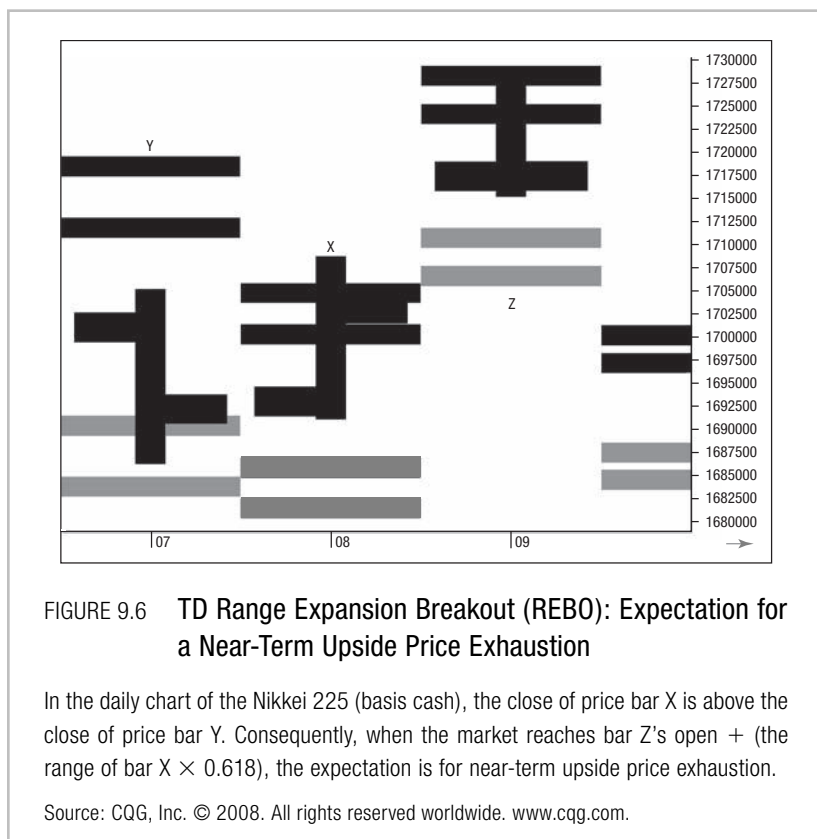 1730000
1727500
1725000
1722500
1720000
1717500
1715000
1712500
1710000
1707500
1705000
1702500
1700000
1697500
1695000
1692500
1690000
1687500
1685000
1682500
1680000
Y
X
Z
07
08
09
FIGURE 9.6 TD Range Expansion Breakout (REBO): Expectation for
a Near-Term Upside Price Exhaustion
In the daily chart of the Nikkei 225 (basis cash), the close of price bar X is above the
close of price bar Y. Consequently, when the market reaches bar Z's open + (the
range of bar X × 0.618), the expectation is for near-term upside price exhaustion.
Source: CQG, Inc. © 2008. All rights reserved worldwide. www.cqg.com.